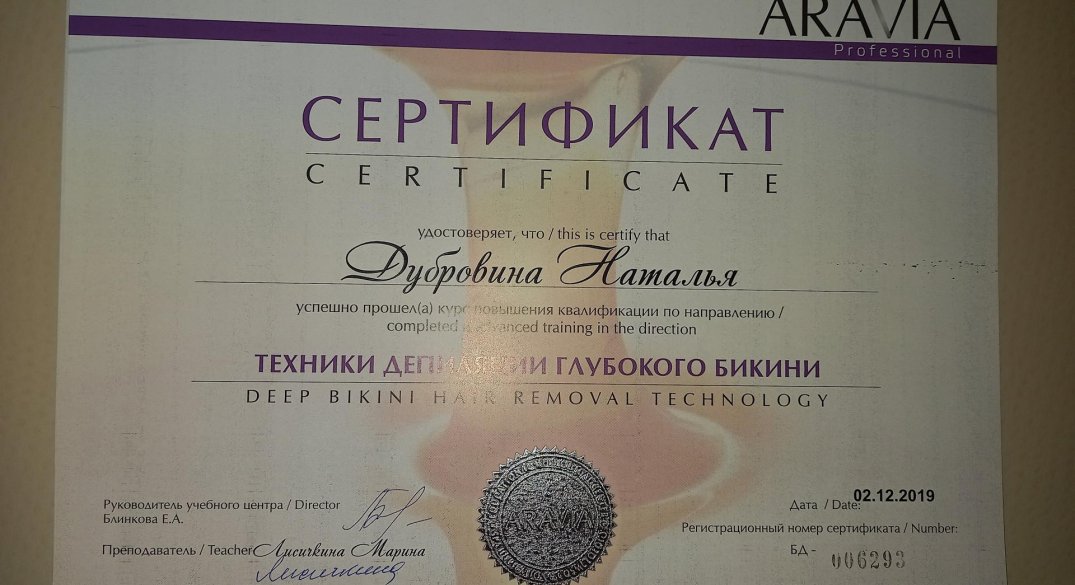 ARAVIA
Professional
СЕРТИФИКАТ
CERTIFICATE
удостоверяет, что / this is certify that
Дубровина Наталья
успешно прошел(а) курс повышения квалификации по направлению /
completed advanced training in the direction
ТЕХНИКИ ДЕПИЛЯЦИИ ГЛУБОКОГО БИКИНИ
DEEP BIKINI HAIR REMOVAL TECHNOLOGY
Руководитель учебного центра / Director
Блинкова Е.А.
Преподаватель / Teacher Лисичкина Марина
ARAVIA
Дата / Date: 02.12.2019
Регистрационный номер сертификата / Number:
БД - 006293